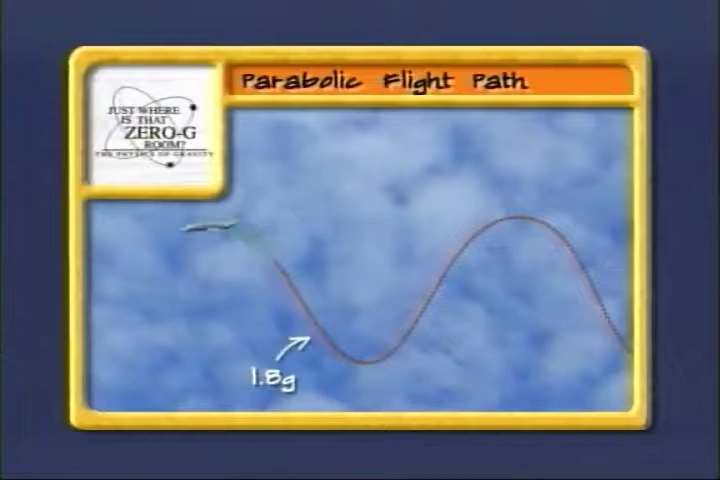 Parabolic Flight Path
JUST WHERE
IS THAT
ZERO-G
ROOM?
THE PHYSICS OF GRAVITY
1.8g